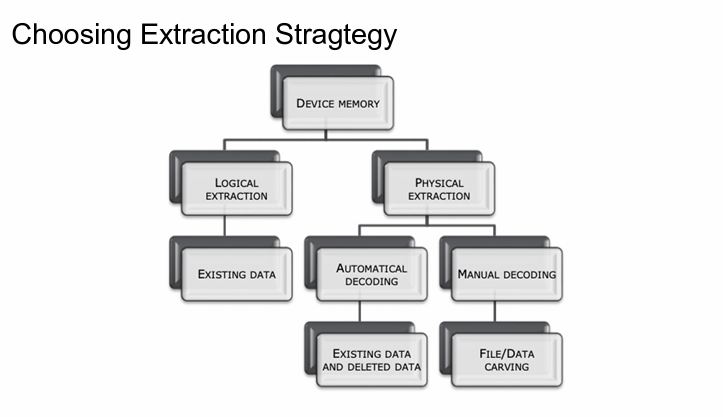 Choosing Extraction Stragtegy
DEVICE MEMORY
LOGICAL
EXTRACTION
PHYSICAL
EXTRACTION
EXISTING DATA
AUTOMATICAL
DECODING
MANUAL DECODING
EXISTING DATA
AND DELETED DATA
FILE/DATA
CARVING